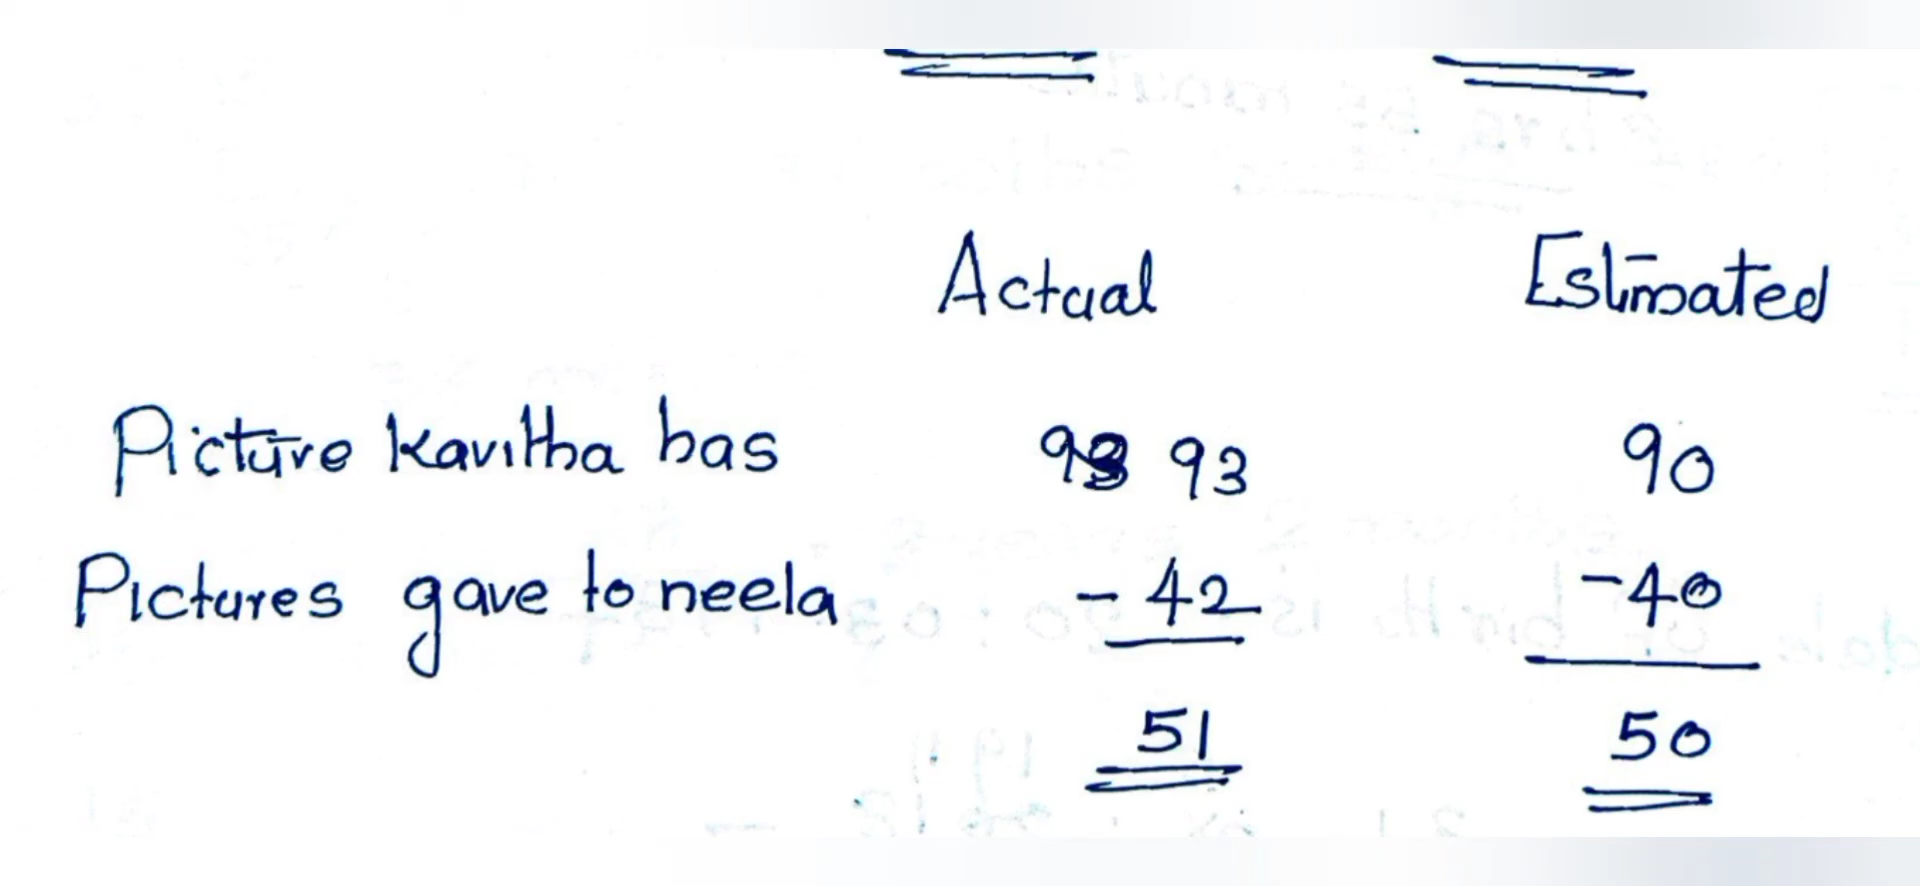 Actual Estimated
Picture kavitha has 93 90
Pictures gave to neela - 42 -40
51 50